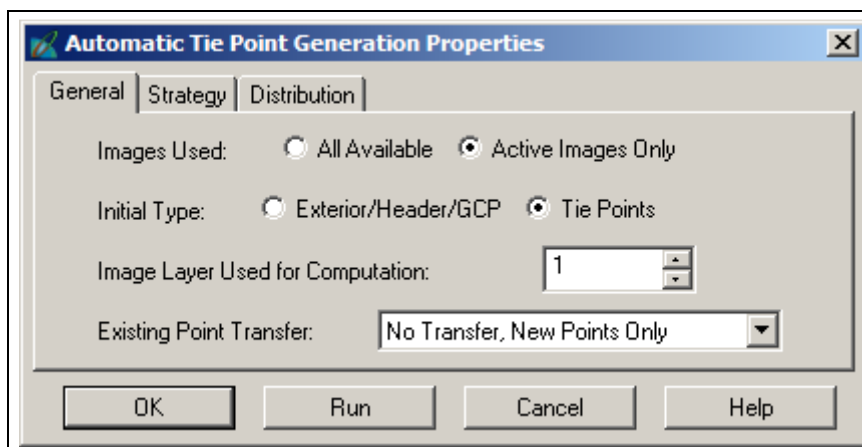 Automatic Tie Point Generation Properties
General Strategy Distribution
Images Used: All Available Active Images Only
Initial Type: Exterior/Header/GCP Tie Points
Image Layer Used for Computation: 1
Existing Point Transfer: No Transfer, New Points Only
OK Run Cancel Help